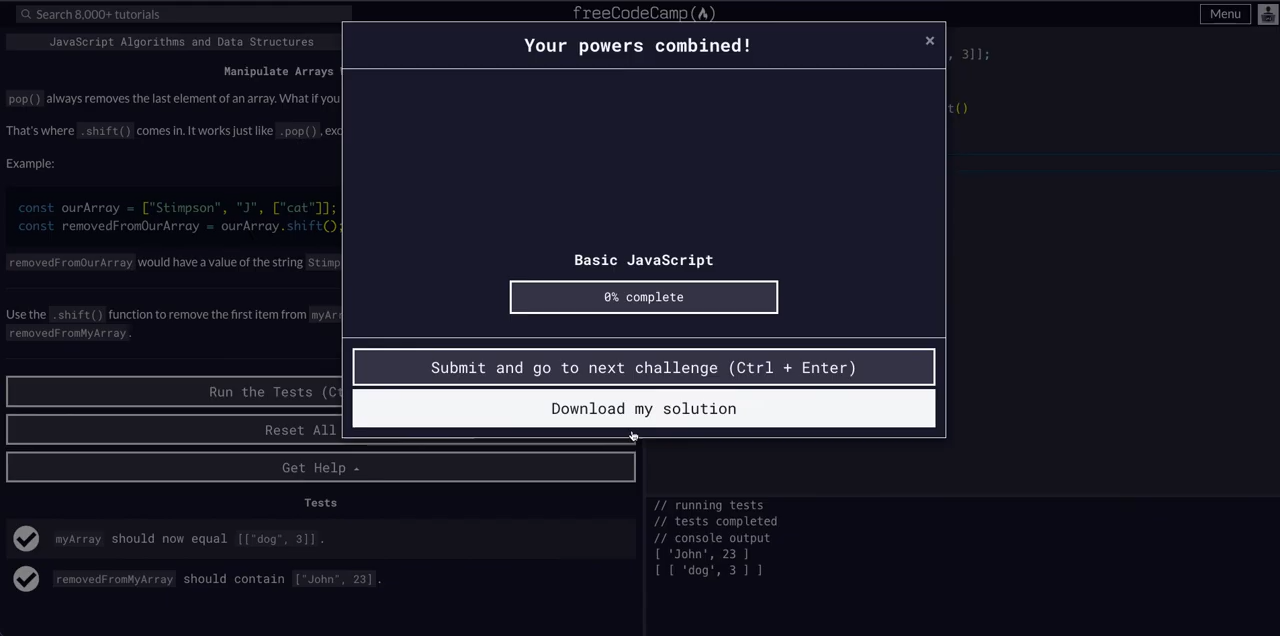 Search 8,000+ tutorials
freeCodeCamp
Menu
JavaScript Algorithms and Data Structures
Manipulate Arrays
pop() always removes the last element of an array. What if you
That's where .shift() comes in. It works just like .pop(),
Example:
const ourArray = ["Stimpson", "J", ["cat"]];
const removedFromOurArray = ourArray.shift();
removedFromOurArray would have a value of the string
Use the .shift() function to remove the first item from
removedFromMyArray.
Run the Tests
Reset All
Get Help
Tests
myArray should now equal [["dog", 3]].
removedFromMyArray should contain ["John", 23].
Your powers combined!
×
Basic JavaScript
0% complete
Submit and go to next challenge (Ctrl + Enter)
Download my solution
, 3]];
t()
// running tests
// tests completed
// console output
[ 'John', 23 ]
[ [ 'dog', 3 ] ]